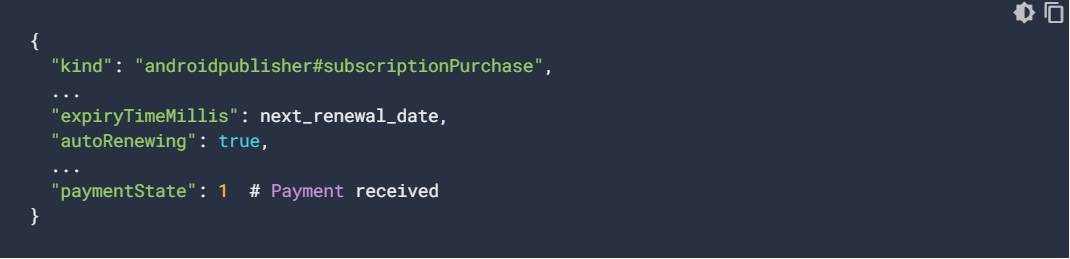 {
  "kind": "androidpublisher#subscriptionPurchase",
  ...
  "expiryTimeMillis": next_renewal_date,
  "autoRenewing": true,
  ...
  "paymentState": 1  # Payment received
}